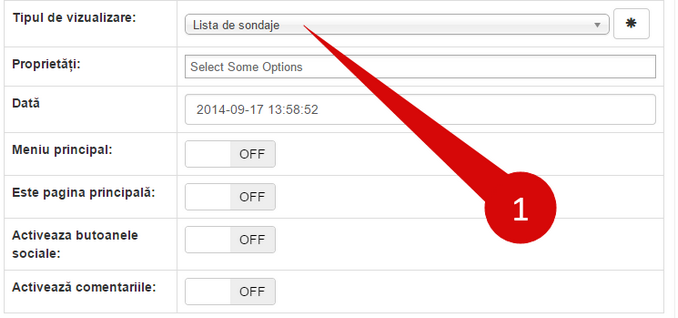 Tipul de vizualizare:
Lista de sondaje
Proprietăți:
Select Some Options
Dată
2014-09-17 13:58:52
Meniu principal:
OFF
Este pagina principală:
OFF
Activeaza butoanele
sociale:
OFF
Activează comentariile:
OFF
1